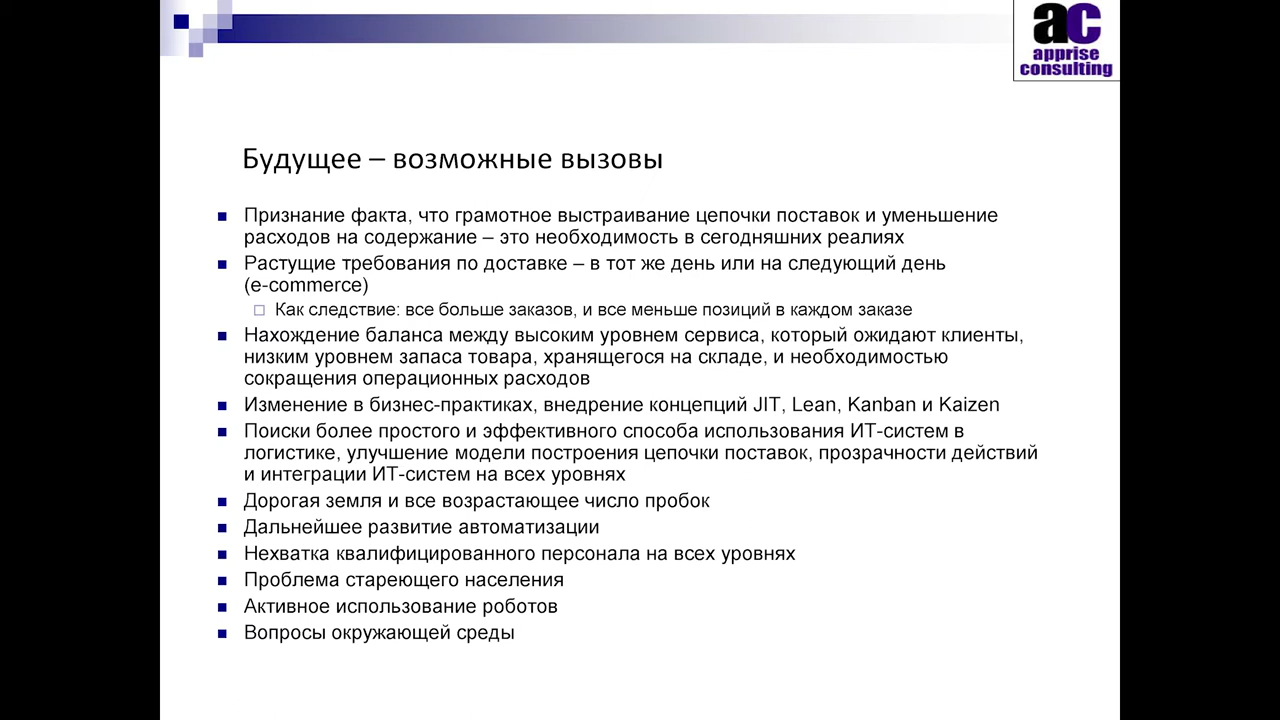 ac
apprise
consulting
Будущее – возможные вызовы
Признание факта, что грамотное выстраивание цепочки поставок и уменьшение
расходов на содержание – это необходимость в сегодняшних реалиях
Растущие требования по доставке – в тот же день или на следующий день
(e-commerce)
Как следствие: все больше заказов, и все меньше позиций в каждом заказе
Нахождение баланса между высоким уровнем сервиса, который ожидают клиенты,
низким уровнем запаса товара, хранящегося на складе, и необходимостью
сокращения операционных расходов
Изменение в бизнес-практиках, внедрение концепций JIT, Lean, Kanban и Kaizen
Поиски более простого и эффективного способа использования ИТ-систем в
логистике, улучшение модели построения цепочки поставок, прозрачности действий
и интеграции ИТ-систем на всех уровнях
Дорогая земля и все возрастающее число пробок
Дальнейшее развитие автоматизации
Нехватка квалифицированного персонала на всех уровнях
Проблема стареющего населения
Активное использование роботов
Вопросы окружающей среды